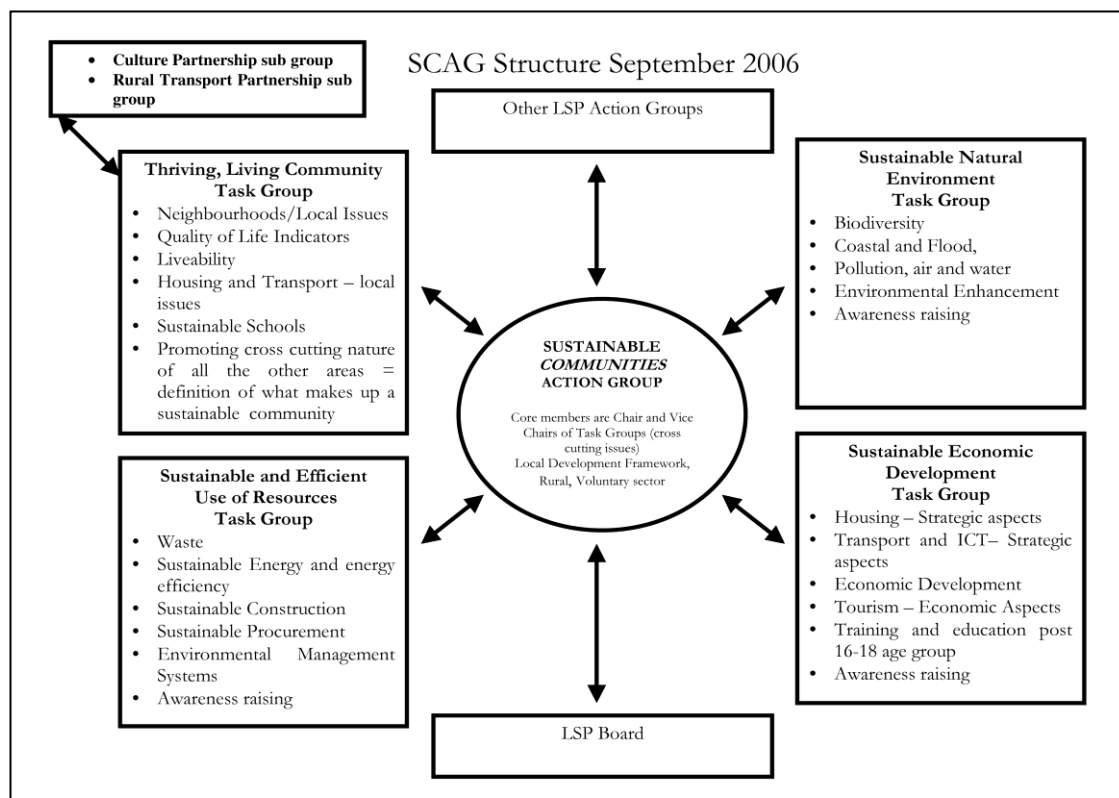 SCAG Structure September 2006
• Culture Partnership sub group
• Rural Transport Partnership sub
group
Other LSP Action Groups
Thriving, Living Community
Task Group
• Neighbourhoods/Local Issues
• Quality of Life Indicators
• Liveability
• Housing and Transport – local
issues
• Sustainable Schools
• Promoting cross cutting nature
of all the other areas =
definition of what makes up a
sustainable community
Sustainable Natural
Environment
Task Group
• Biodiversity
• Coastal and Flood,
• Pollution, air and water
• Environmental Enhancement
• Awareness raising
SUSTAINABLE
COMMUNITIES
ACTION GROUP
Core members are Chair and Vice
Chairs of Task Groups (cross
cutting issues)
Local Development Framework,
Rural, Voluntary sector
Sustainable and Efficient
Use of Resources
Task Group
• Waste
• Sustainable Energy and energy
efficiency
• Sustainable Construction
• Sustainable Procurement
• Environmental Management
Systems
• Awareness raising
Sustainable Economic
Development
Task Group
• Housing – Strategic aspects
• Transport and ICT– Strategic
aspects
• Economic Development
• Tourism – Economic Aspects
• Training and education post
16-18 age group
• Awareness raising
LSP Board